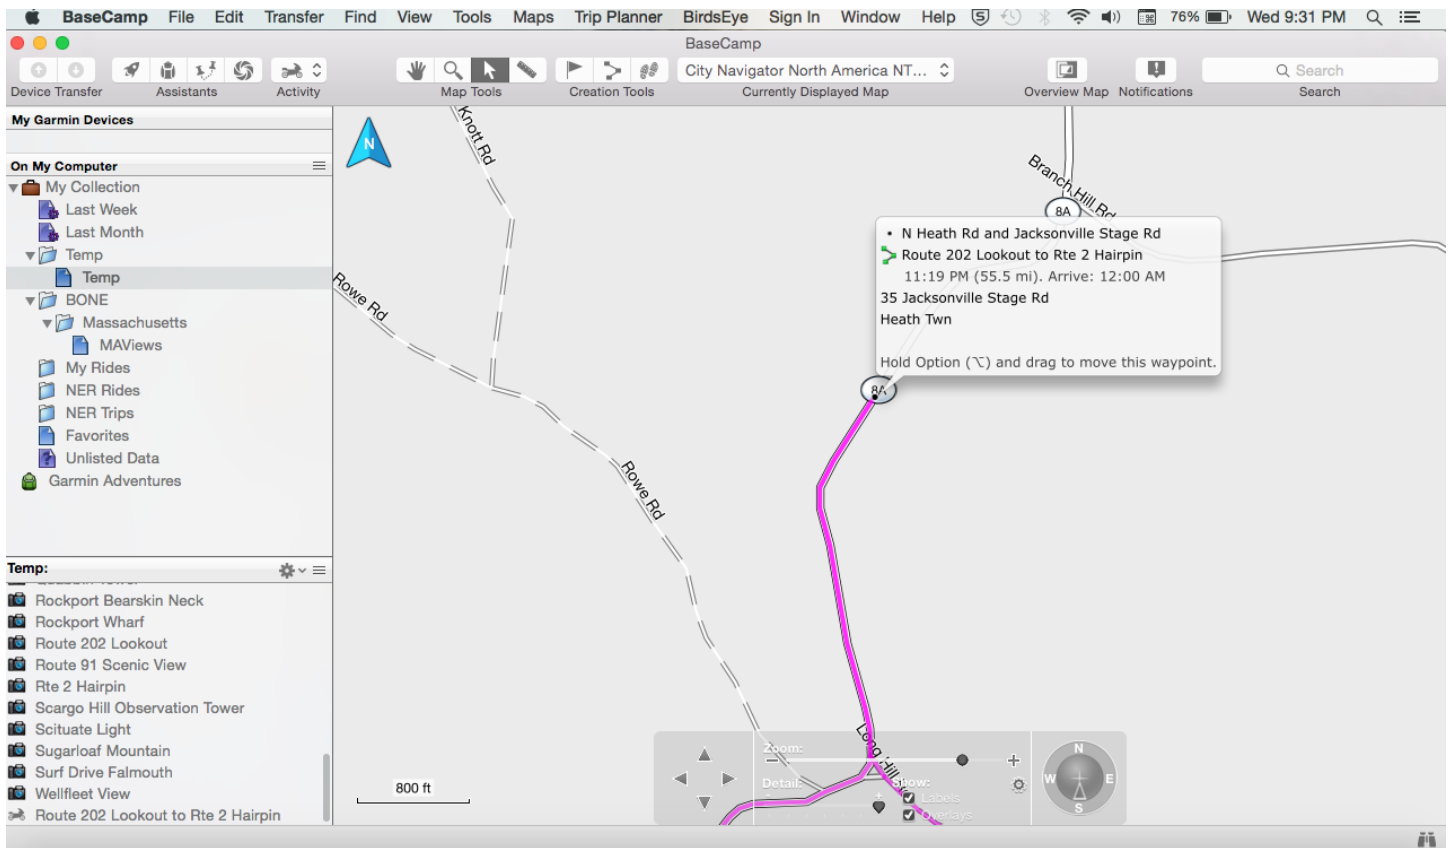 BaseCamp File Edit Transfer Find View Tools Maps Trip Planner BirdsEye Sign In Window Help 5 76% Wed 9:31 PM
BaseCamp
City Navigator North America NT... Search
Device Transfer Assistants Activity Map Tools Creation Tools Currently Displayed Map Overview Map Notifications Search
My Garmin Devices
On My Computer
My Collection
Last Week
Last Month
Temp
Temp
BONE
Massachusetts
MAViews
My Rides
NER Rides
NER Trips
Favorites
Unlisted Data
Garmin Adventures
Temp:
Rockport Bearskin Neck
Rockport Wharf
Route 202 Lookout
Route 91 Scenic View
Rte 2 Hairpin
Scargo Hill Observation Tower
Scituate Light
Sugarloaf Mountain
Surf Drive Falmouth
Wellfleet View
Route 202 Lookout to Rte 2 Hairpin
N
Knott Rd
Branch Hill Rd
8A
• N Heath Rd and Jacksonville Stage Rd
Route 202 Lookout to Rte 2 Hairpin
11:19 PM (55.5 mi). Arrive: 12:00 AM
35 Jacksonville Stage Rd
Heath Twn
Hold Option (⌥) and drag to move this waypoint.
Rowe Rd
8A
Rowe Rd
Long Hill
800 ft
Zoom:
Detail:
Show:
Labels
Overlays
N
W E
S